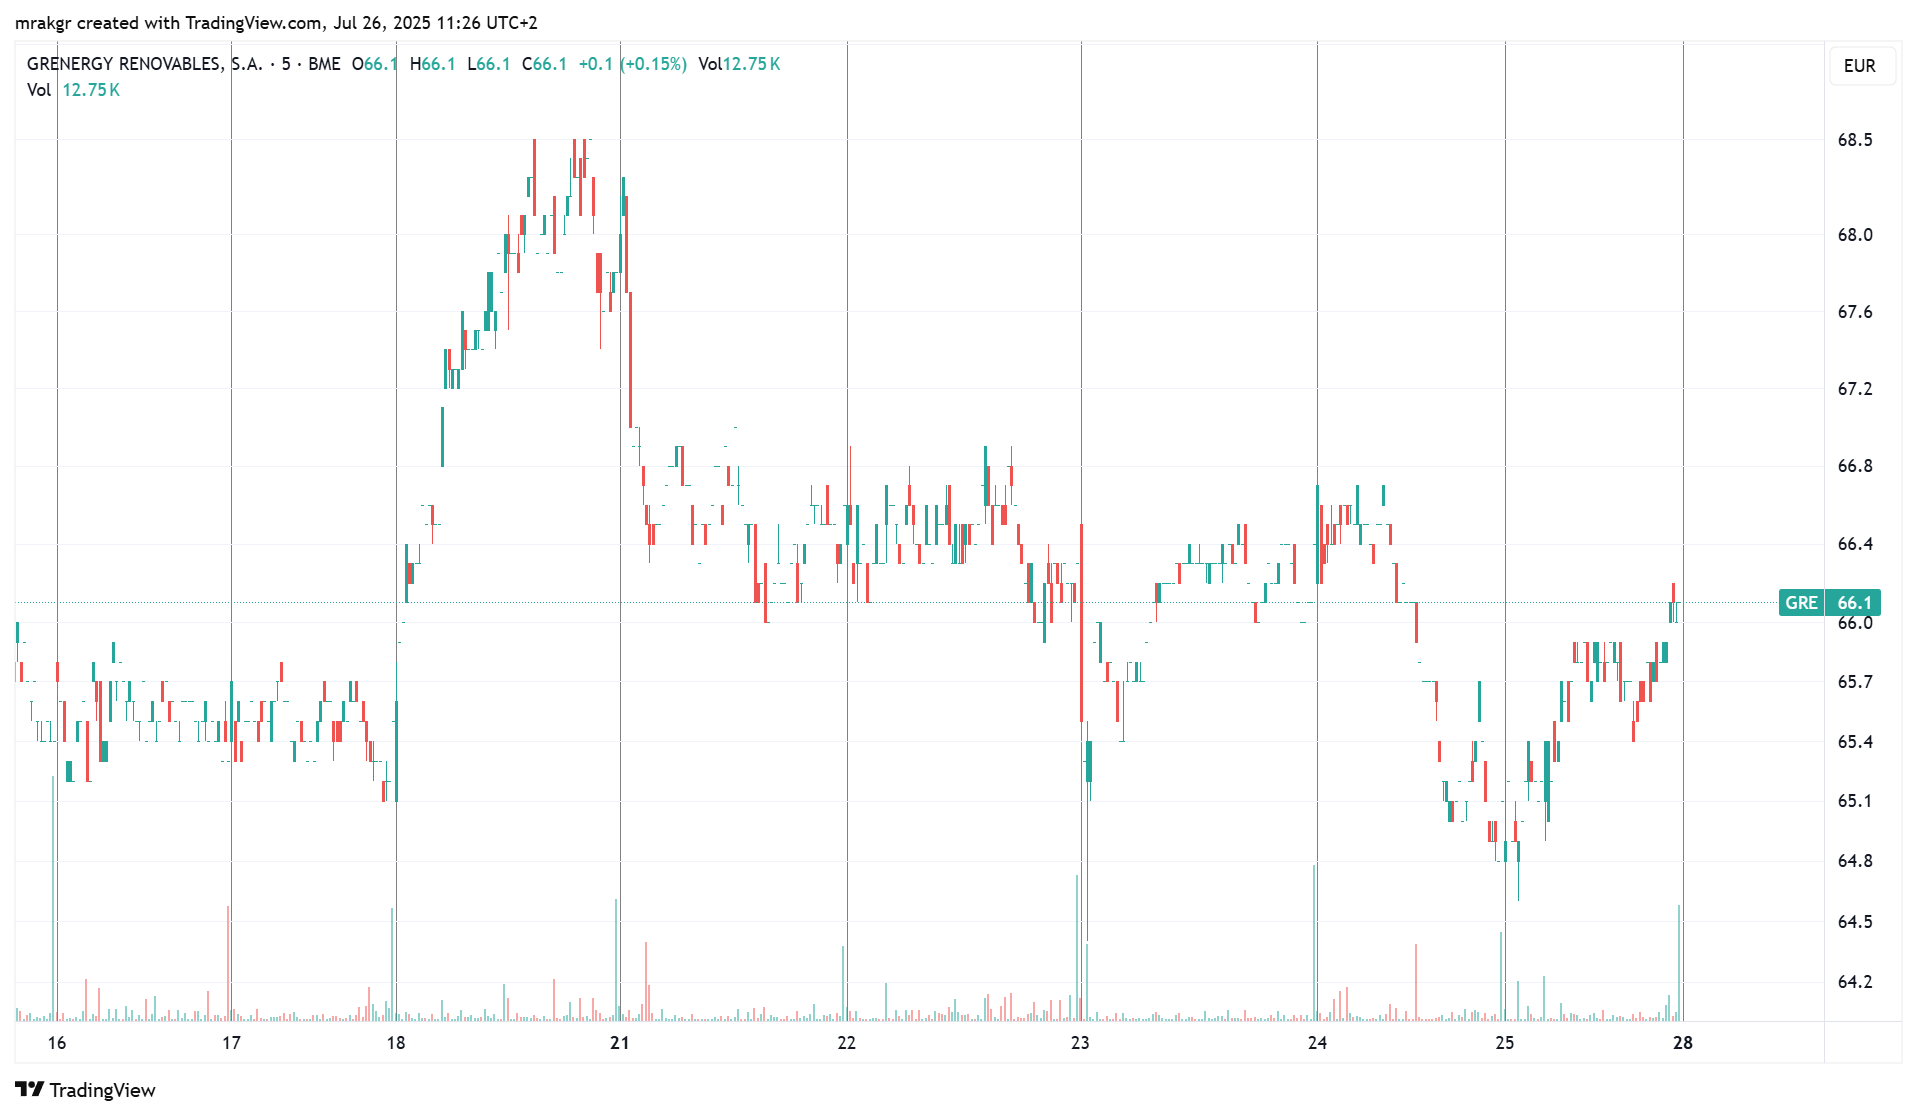 mrakgr created with TradingView.com, Jul 26, 2025 11:26 UTC+2
GRENERGY RENOVABLES, S.A. · 5 · BME O66.1 H66.1 L66.1 C66.1 +0.1 (+0.15%) Vol12.75 K
EUR
Vol 12.75 K
68.5
68.0
67.6
67.2
66.8
66.4
GRE 66.1
66.0
65.7
65.4
65.1
64.8
64.5
64.2
16 17 18 21 22 23 24 25 28
TradingView